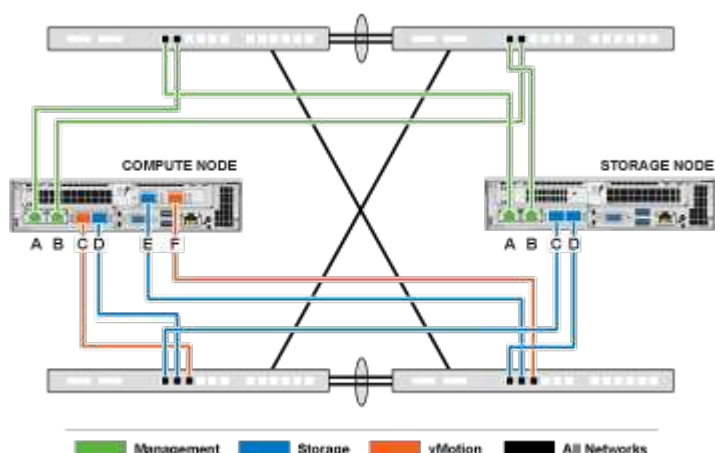 COMPUTE NODE
STORAGE NODE
A B C D E F
A B C D
Management Storage vMotion All Networks